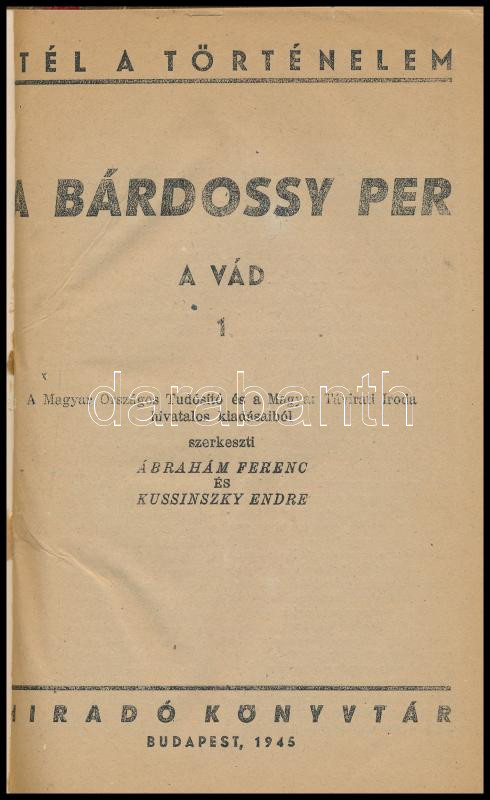 TÉL A TÖRTÉNELEM
A BÁRDOSSY PER
A VÁD
1
A Magyar Országos Tudósító és a Magyar Távirati Iroda
hivatalos kiadásaiból
darabanth
szerkeszti
ÁBRAHÁM FERENC
ÉS
KUSSINSZKY ENDRE
HIRADÓ KÖNYVTÁR
BUDAPEST, 1945